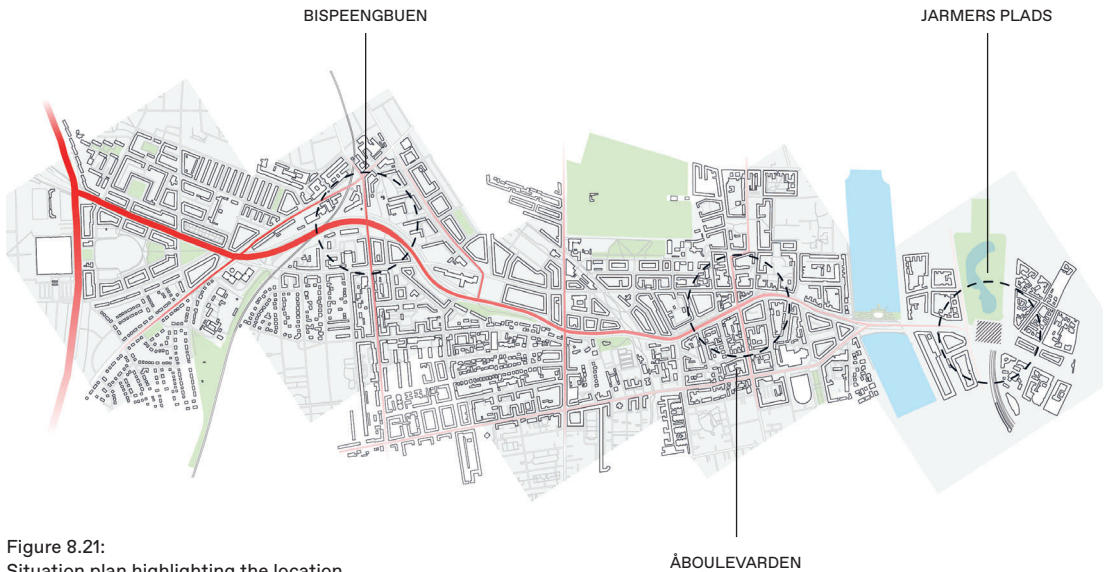 BISPEENGBUEN
JARMERS PLADS
ÅBOULEVARDEN
Figure 8.21:
Situation plan highlighting the location